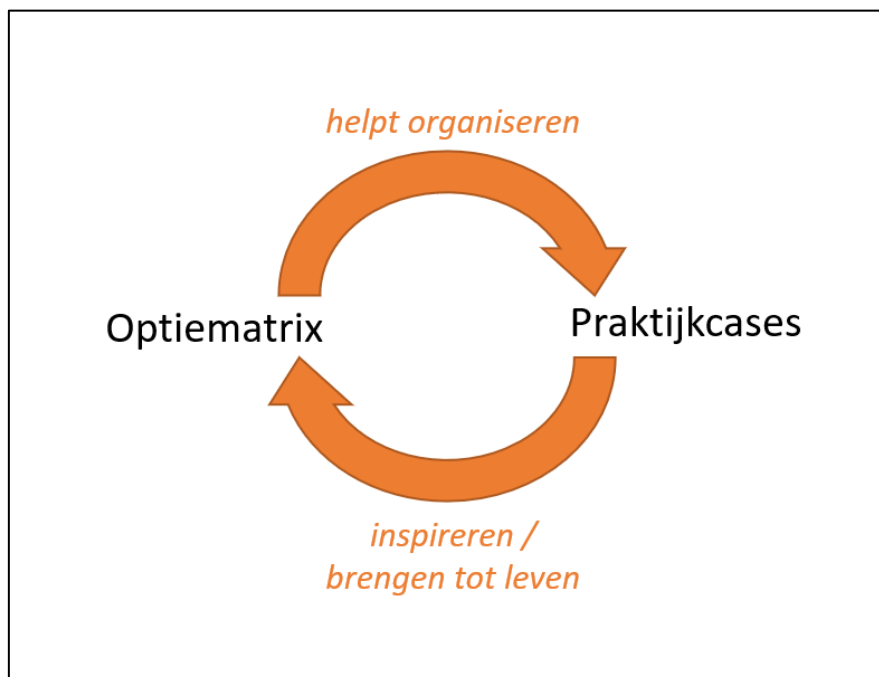 helpt organiseren
Optiematrix
Praktijkcases
inspireren /
brengen tot leven